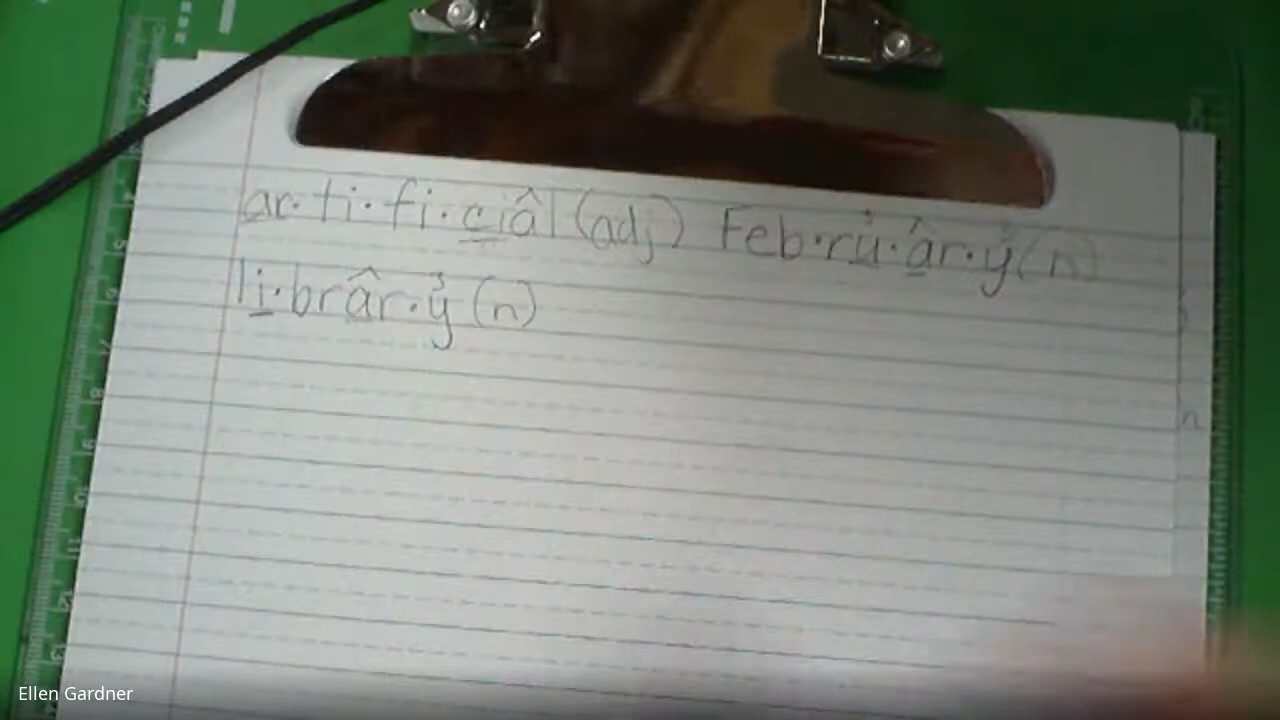 ar·ti·fi·ciâl (adj) Feb·ru̇·âr·ẏ (n)
li·brâr·ẏ (n)
n
Ellen Gardner